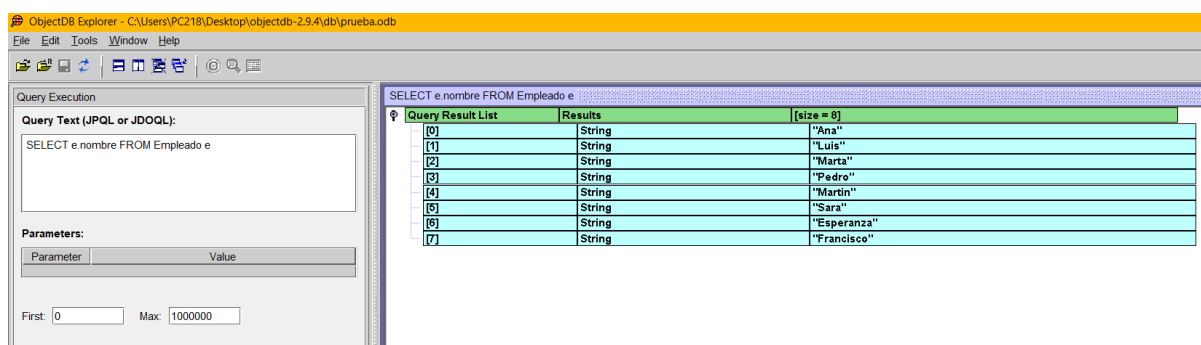 ObjectDB Explorer - C:\Users\PC218\Desktop\objectdb-2.9.4\db\prueba.odb
File Edit Tools Window Help
Query Execution
Query Text (JPQL or JDOQL):
SELECT e.nombre FROM Empleado e
Parameters:
Parameter Value
First: 0 Max: 1000000
SELECT e.nombre FROM Empleado e
Query Result List Results [size = 8]
[0] String "Ana"
[1] String "Luis"
[2] String "Marta"
[3] String "Pedro"
[4] String "Martin"
[5] String "Sara"
[6] String "Esperanza"
[7] String "Francisco"